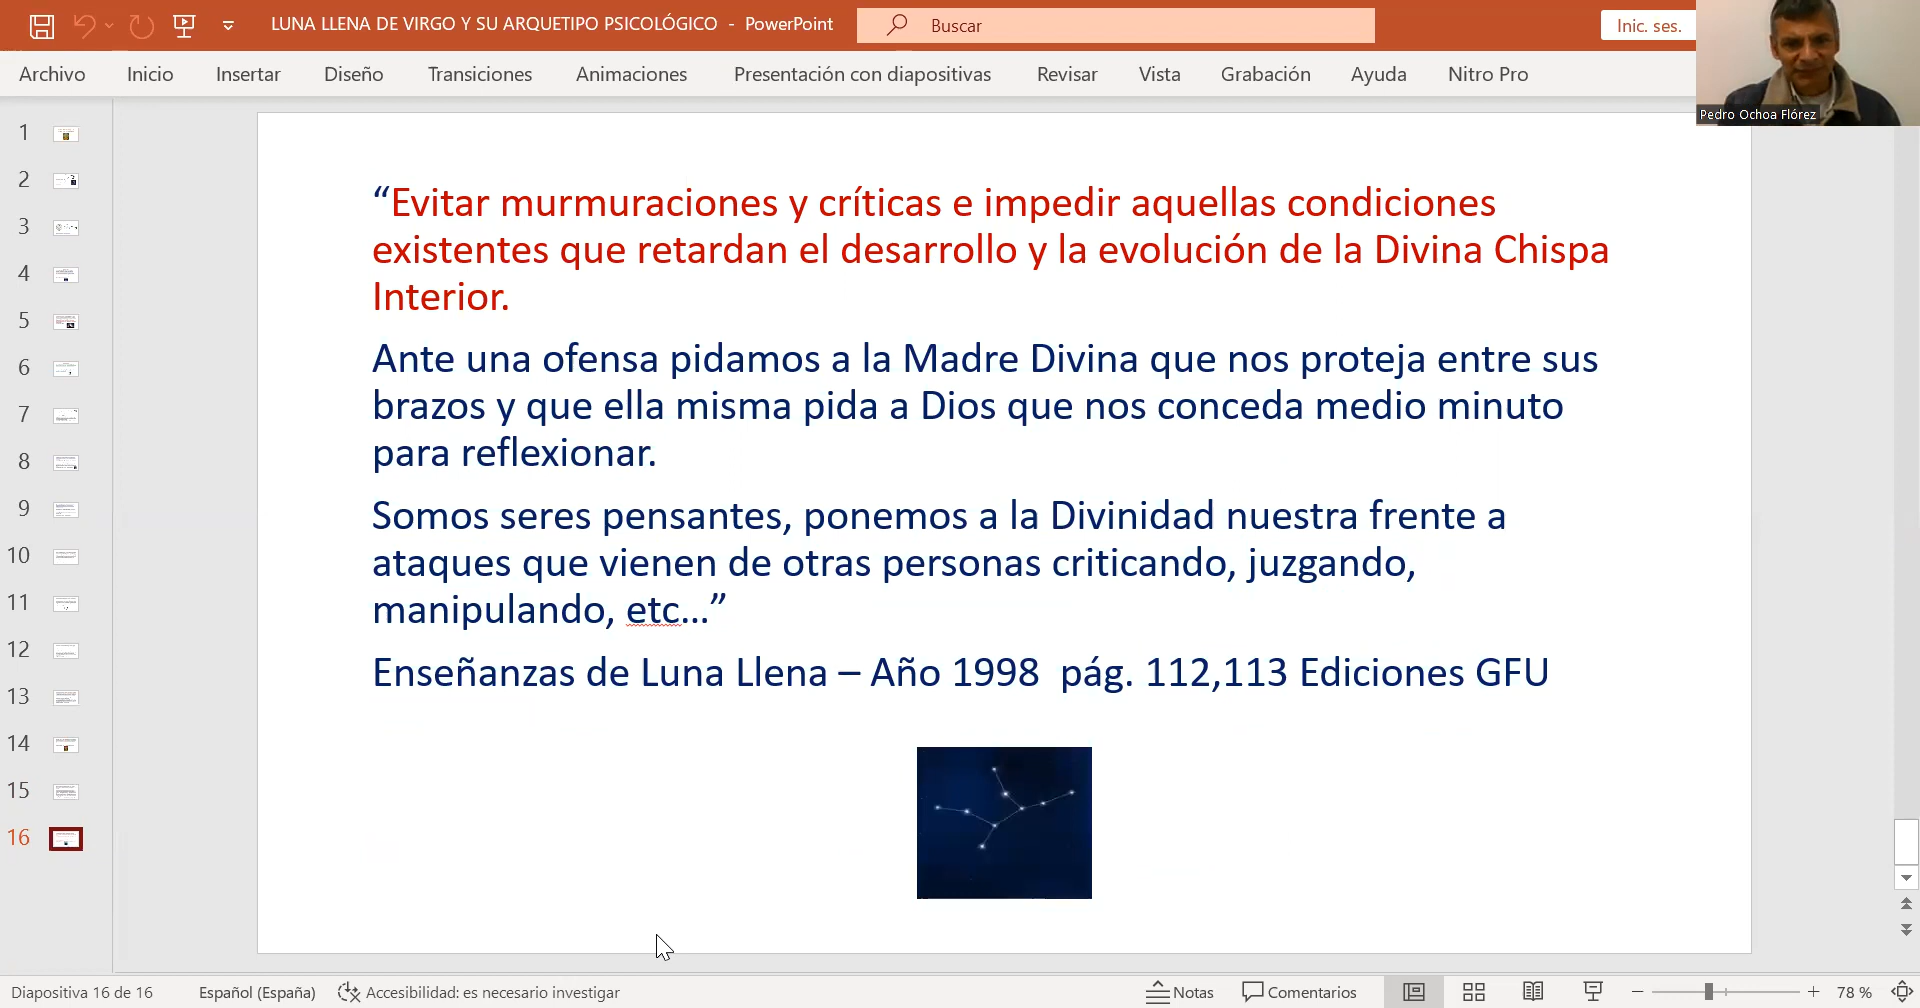 LUNA LLENA DE VIRGO Y SU ARQUETIPO PSICOLÓGICO - PowerPoint
Buscar
Inic. ses.
Archivo Inicio Insertar Diseño Transiciones Animaciones Presentación con diapositivas Revisar Vista Grabación Ayuda Nitro Pro
Pedro Ochoa Flórez
1
2
3
4
5
6
7
8
9
10
11
12
13
14
15
16
“Evitar murmuraciones y críticas e impedir aquellas condiciones
existentes que retardan el desarrollo y la evolución de la Divina Chispa
Interior.
Ante una ofensa pidamos a la Madre Divina que nos proteja entre sus
brazos y que ella misma pida a Dios que nos conceda medio minuto
para reflexionar.
Somos seres pensantes, ponemos a la Divinidad nuestra frente a
ataques que vienen de otras personas criticando, juzgando,
manipulando, etc...”
Enseñanzas de Luna Llena – Año 1998 pág. 112,113 Ediciones GFU
Diapositiva 16 de 16 Español (España) Accesibilidad: es necesario investigar Notas Comentarios 78 %